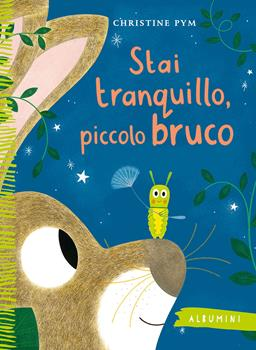 CHRISTINE PYM
Stai
tranquillo,
piccolo bruco
ALBUMINI